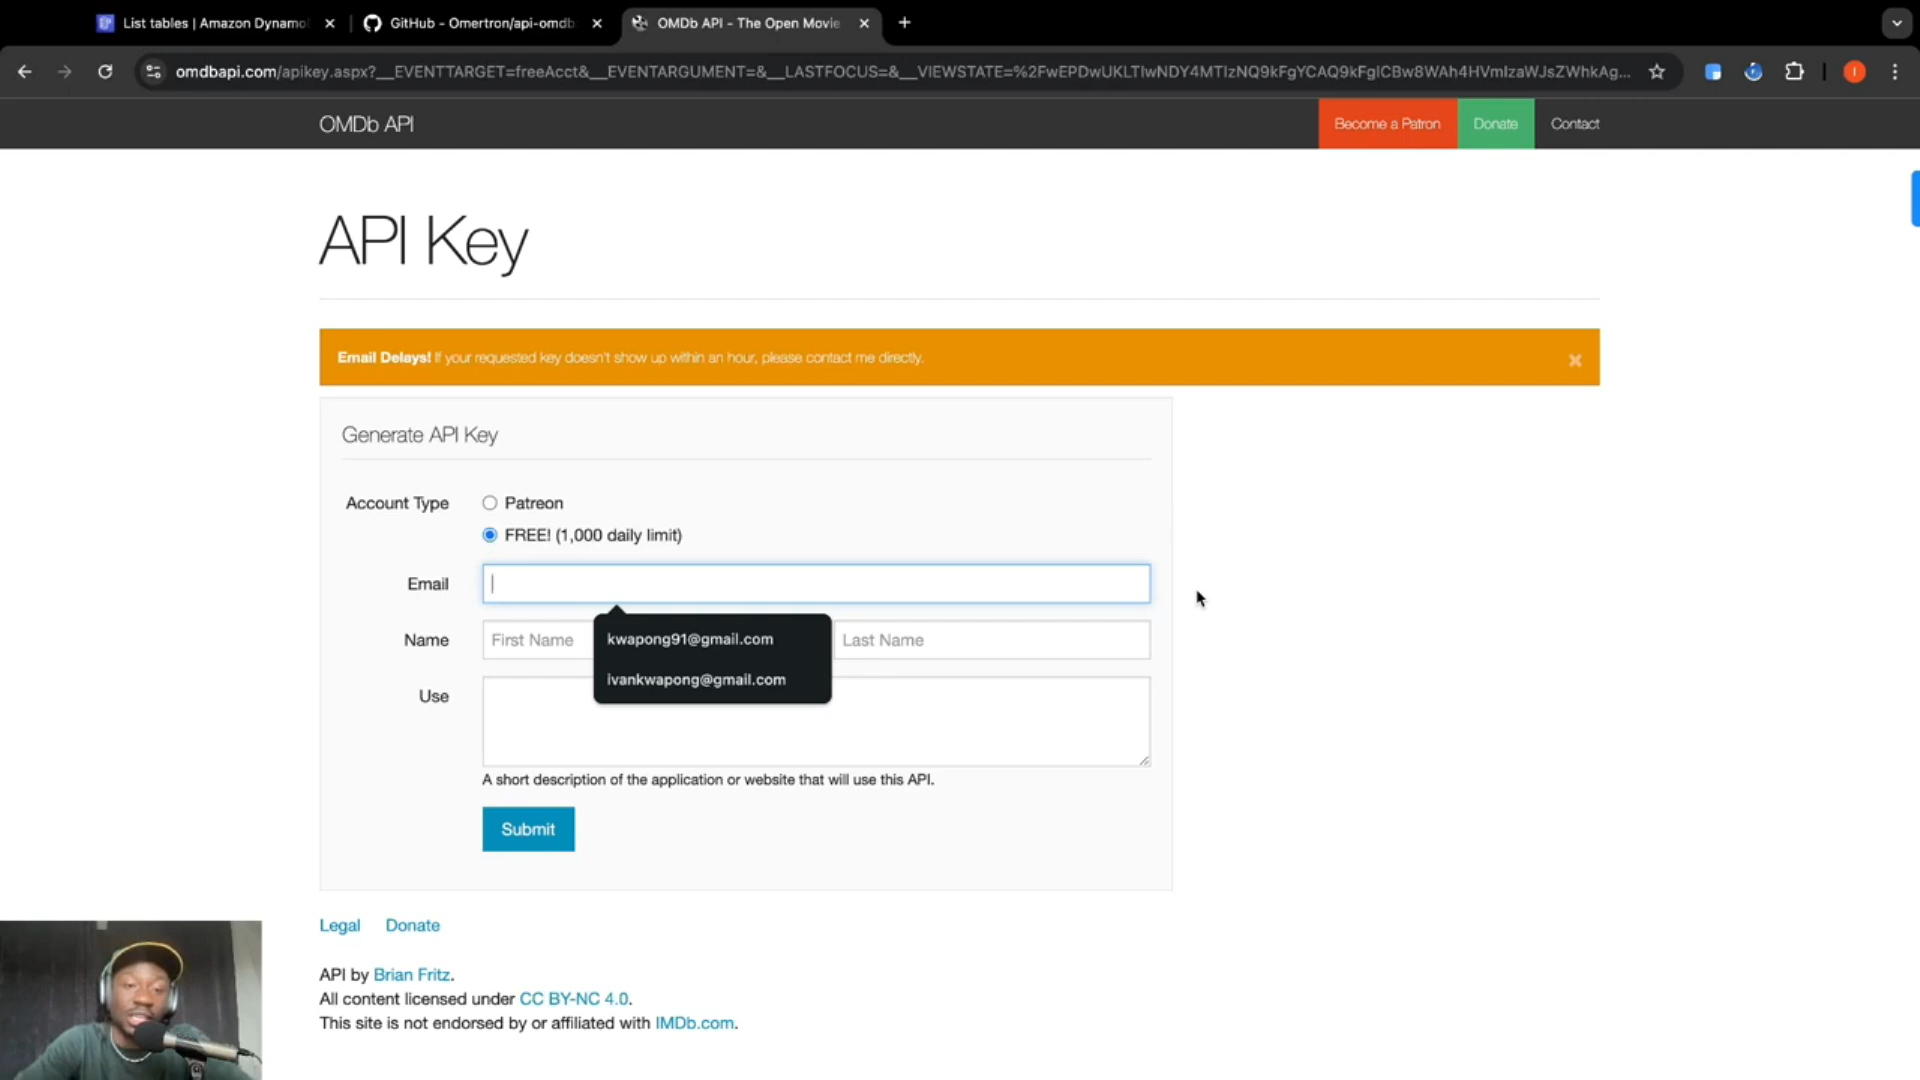 List tables | Amazon Dynamo
GitHub - Omertron/api-omdb
OMDb API - The Open Movie
omdbapi.com/apikey.aspx?__EVENTTARGET=freeAcct&__EVENTARGUMENT=&__LASTFOCUS=&__VIEWSTATE=%2FwEPDwUKLTIwNDY4MTIzNQ9kFgYCAQ9kFgICBw8WAh4HVmlzaWJsZWhkAg...
I
OMDb API
Become a Patron
Donate
Contact
API Key
Email Delays! If your requested key doesn't show up within an hour, please contact me directly.
Generate API Key
Account Type
Patreon
FREE! (1,000 daily limit)
Email
kwapong91@gmail.com
ivankwapong@gmail.com
Name
First Name
Last Name
Use
A short description of the application or website that will use this API.
Submit
Legal
Donate
API by Brian Fritz.
All content licensed under CC BY-NC 4.0.
This site is not endorsed by or affiliated with IMDb.com.